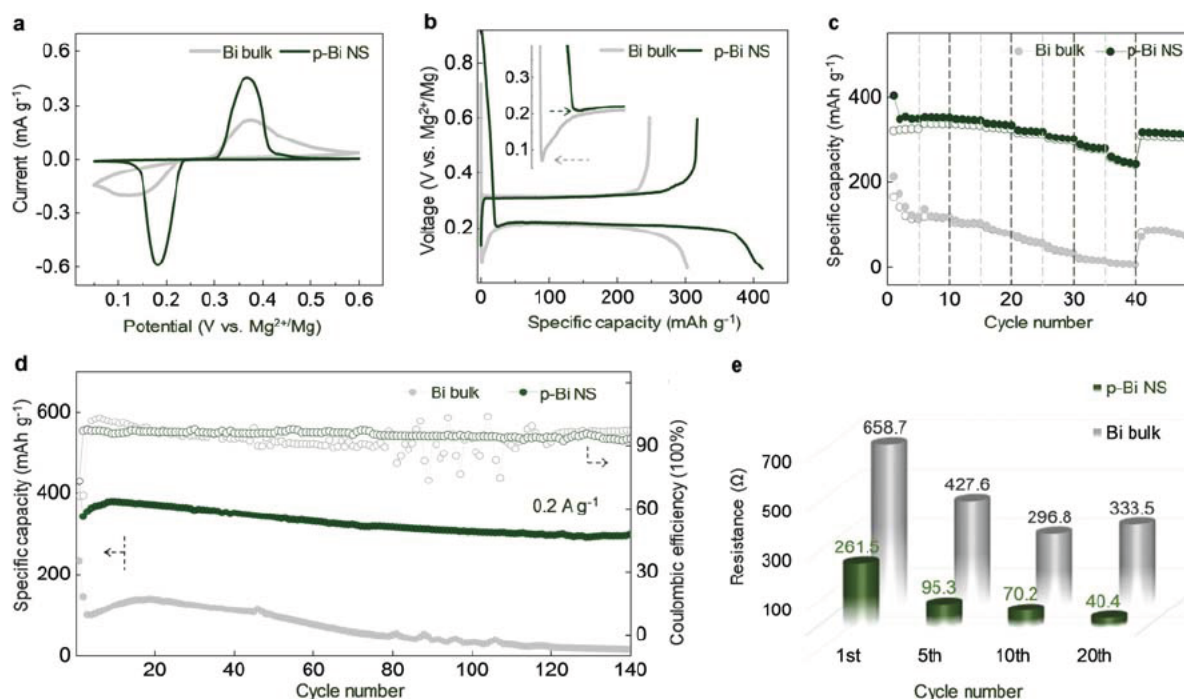 a
Bi bulk
p-Bi NS
Current (mA g⁻¹)
0.6
0.3
0.0
-0.3
-0.6
0.1 0.2 0.3 0.4 0.5 0.6
Potential (V vs. Mg²⁺/Mg)
b
Bi bulk
p-Bi NS
Voltage (V vs. Mg²⁺/Mg)
0.8
0.6
0.4
0.2
0.3
0.2
0.1
0 100 200 300 400
Specific capacity (mAh g⁻¹)
c
Bi bulk
p-Bi NS
Specific capacity (mAh g⁻¹)
400
200
0
0 10 20 30 40
Cycle number
d
Bi bulk
p-Bi NS
Specific capacity (mAh g⁻¹)
600
400
200
0
0.2 A g⁻¹
Coulombic efficiency (100%)
90
60
30
0
20 40 60 80 100 120 140
Cycle number
e
p-Bi NS
Bi bulk
Resistance (Ω)
700
500
300
100
658.7
427.6
296.8
333.5
261.5
95.3
70.2
40.4
1st 5th 10th 20th
Cycle number